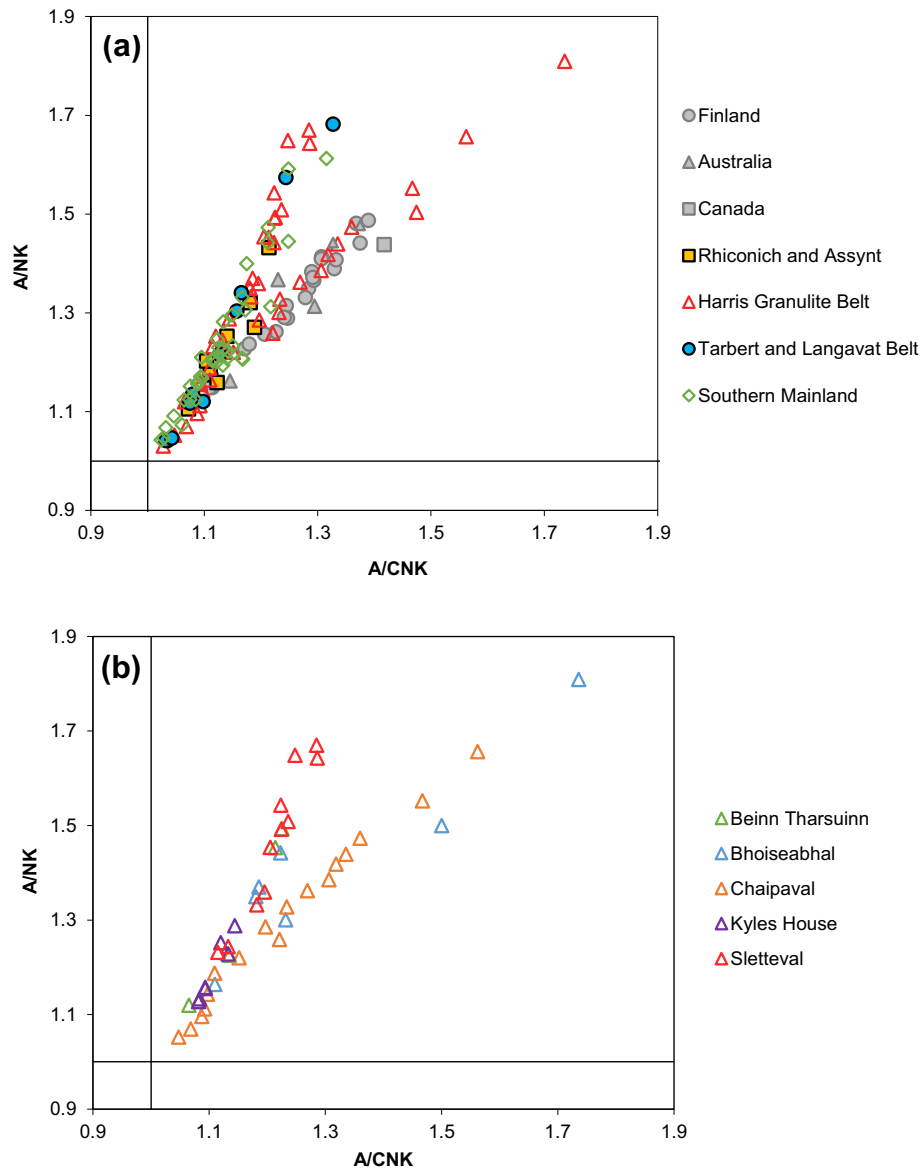 (a)
1.9
1.7
1.5
1.3
1.1
0.9
A/NK
0.9 1.1 1.3 1.5 1.7 1.9
A/CNK
Finland
Australia
Canada
Rhiconich and Assynt
Harris Granulite Belt
Tarbert and Langavat Belt
Southern Mainland
(b)
1.9
1.7
1.5
1.3
1.1
0.9
A/NK
0.9 1.1 1.3 1.5 1.7 1.9
A/CNK
Beinn Tharsuinn
Bhoiseabhal
Chaipaval
Kyles House
Sletteval